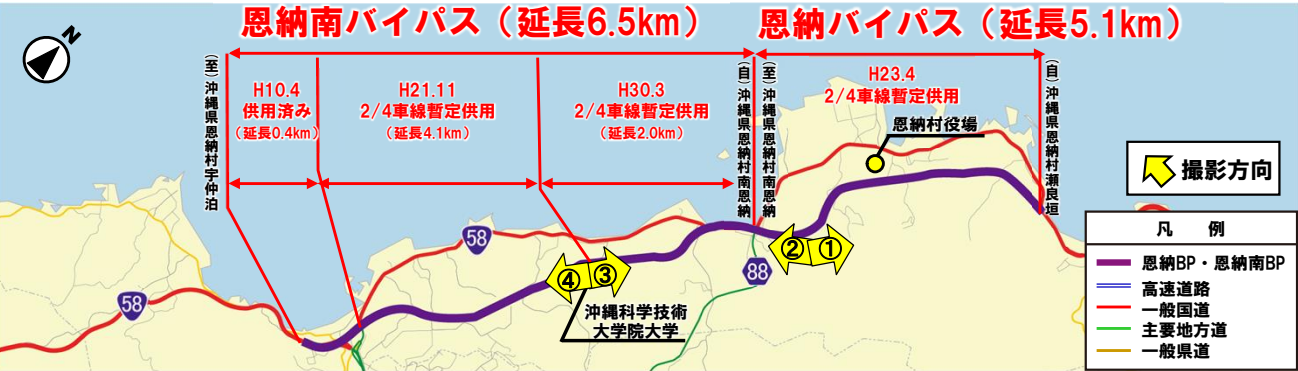 恩納南バイパス（延長6.5km）
恩納バイパス（延長5.1km）
N
（至）沖縄県恩納村字仲泊
H10.4
供用済み
（延長0.4km）
H21.11
2/4車線暫定供用
（延長4.1km）
H30.3
2/4車線暫定供用
（延長2.0km）
（自）沖縄県恩納村南恩納
（至）沖縄県恩納村南恩納
H23.4
2/4車線暫定供用
恩納村役場
（自）沖縄県恩納村瀬良垣
撮影方向
58
58
88
④
③
②
①
沖縄科学技術
大学院大学
凡 例
恩納BP・恩納南BP
高速道路
一般国道
主要地方道
一般県道